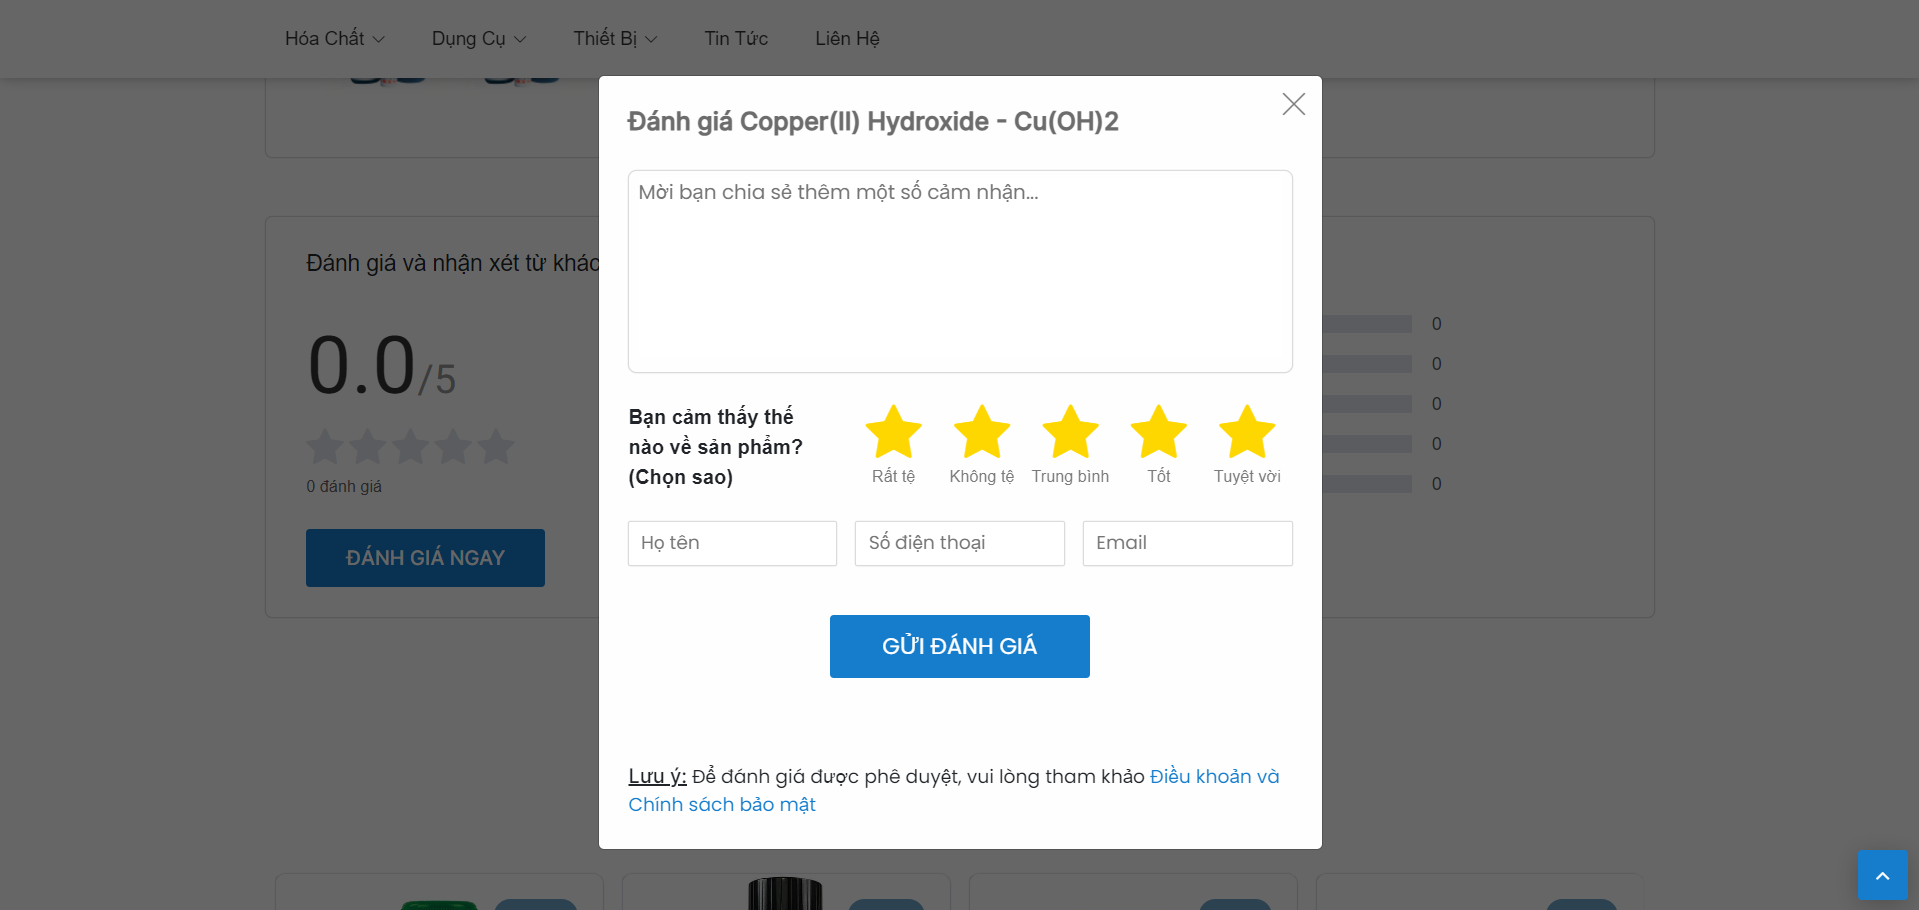 Hóa Chất
Dụng Cụ
Thiết Bị
Tin Tức
Liên Hệ
Đánh giá Copper(II) Hydroxide - Cu(OH)2
Mời bạn chia sẻ thêm một số cảm nhận...
Đánh giá và nhận xét từ khác
0.0/5
0 đánh giá
ĐÁNH GIÁ NGAY
0
0
0
0
0
Bạn cảm thấy thế
nào về sản phẩm?
(Chọn sao)
Rất tệ
Không tệ
Trung bình
Tốt
Tuyệt vời
Họ tên
Số điện thoại
Email
GỬI ĐÁNH GIÁ
Lưu ý: Để đánh giá được phê duyệt, vui lòng tham khảo Điều khoản và
Chính sách bảo mật